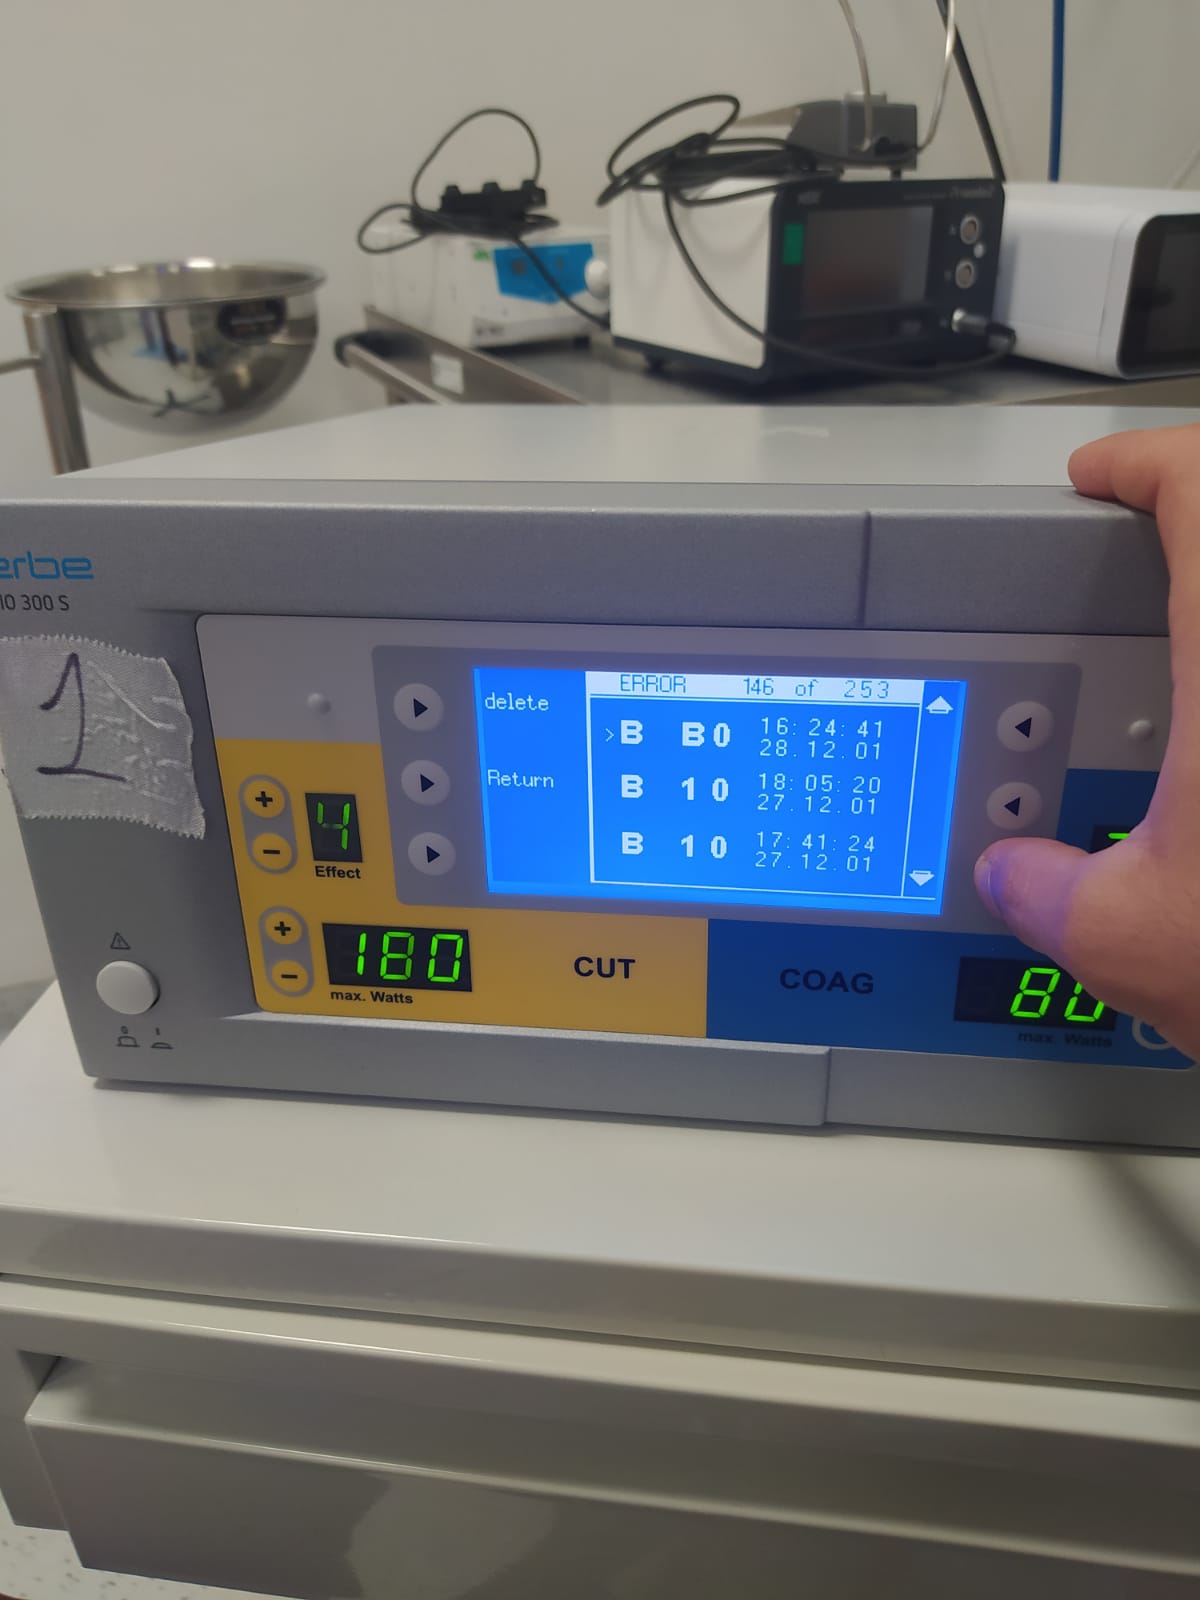 erbe
IO 300 S
1
delete
Return
ERROR 146 of 253
>B B0 16:24:41
28.12.01
B 10 18:05:20
27.12.01
B 10 17:41:24
27.12.01
+
-
4
Effect
+
-
180
max. Watts
CUT
COAG
80
max. Watts
0 I